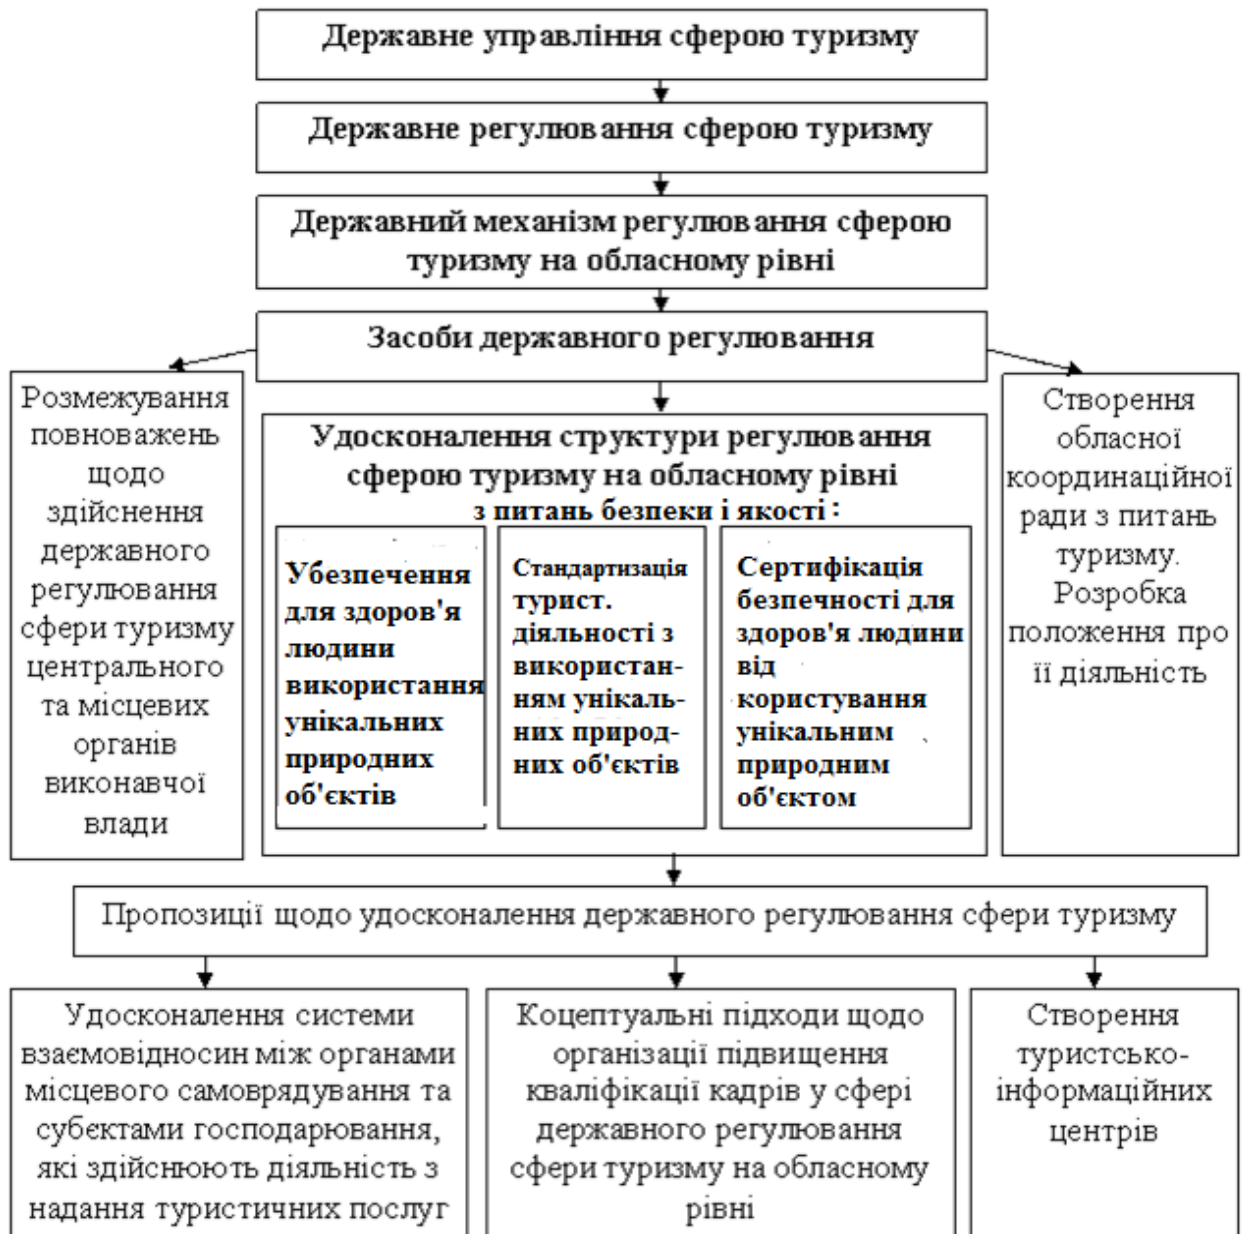 Державне управління сферою туризму
Державне регулювання сферою туризму
Державний механізм регулювання сферою
туризму на обласному рівні
Засоби державного регулювання
Розмежування
повноважень
щодо
здійснення
державного
регулювання
сфери туризму
центрального
та місцевих
органів
виконавчої
влади
Удосконалення структури регулювання
сферою туризму на обласному рівні
з питань безпеки і якості :
Убезпечення
для здоров'я
людини
використання
унікальних
природних
об'єктів
Стандартизація
турист.
діяльності з
використан-
ням унікаль-
них природ-
них об'єктів
Сертифікація
безпечності для
здоров'я людини
від
користування
унікальним
природним
об'єктом
Створення
обласної
координаційної
ради з питань
туризму.
Розробка
положення про
її діяльність
Пропозиції щодо удосконалення державного регулювання сфери туризму
Удосконалення системи
взаємовідносин між органами
місцевого самоврядування та
субєктами господарювання,
які здійснюють діяльність з
надання туристичних послуг
Коцептуальні підходи щодо
організації підвищення
кваліфікації кадрів у сфері
державного регулювання
сфери туризму на обласному
рівні
Створення
туристсько-
інформаційних
центрів